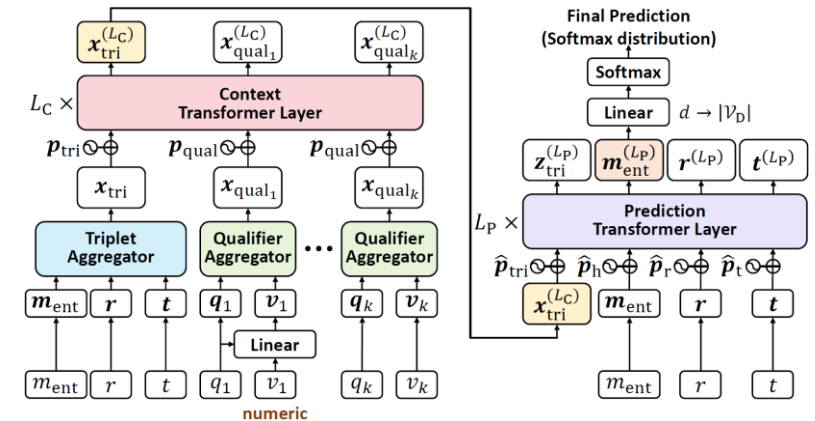 x_tri^(L_C) x_qual_1^(L_C) x_qual_k^(L_C)
L_C × Context
Transformer Layer
p_tri p_qual p_qual
x_tri x_qual_1 x_qual_k
Triplet
Aggregator
Qualifier
Aggregator
...
Qualifier
Aggregator
m_ent r t q_1 v_1 q_k v_k
Linear
m_ent r t q_1 v_1 q_k v_k
numeric
Final Prediction
(Softmax distribution)
Softmax
Linear d → |𝒱_D|
z_tri^(L_P) m_ent^(L_P) r^(L_P) t^(L_P)
L_P × Prediction
Transformer Layer
p̂_tri p̂_h p̂_r p̂_t
x_tri^(L_C) m_ent r t
m_ent r t